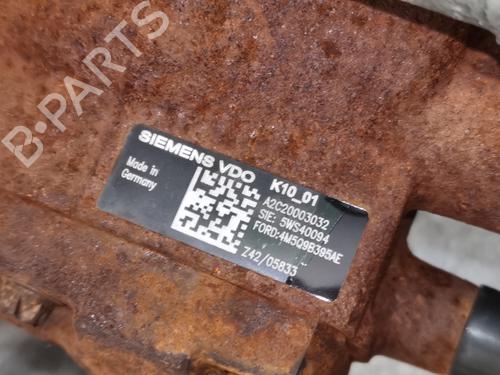 B-PARTS
SIEMENS VDO
Made in
Germany
K10_01
A2C20003032
SIE: 5WS40094
FORD:4M5Q9B395AE
Z42/05833